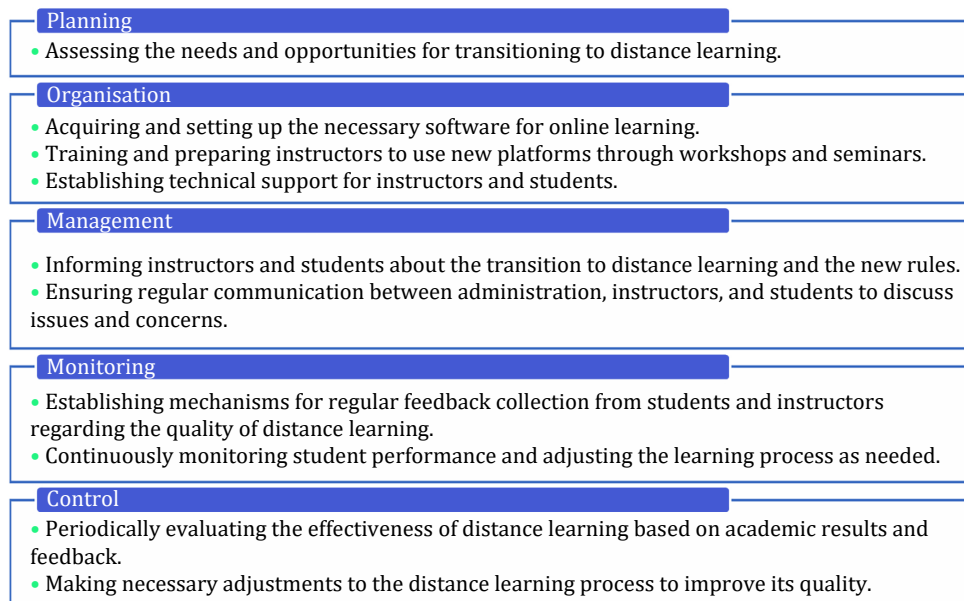 Planning
• Assessing the needs and opportunities for transitioning to distance learning.
Organisation
• Acquiring and setting up the necessary software for online learning.
• Training and preparing instructors to use new platforms through workshops and seminars.
• Establishing technical support for instructors and students.
Management
• Informing instructors and students about the transition to distance learning and the new rules.
• Ensuring regular communication between administration, instructors, and students to discuss
issues and concerns.
Monitoring
• Establishing mechanisms for regular feedback collection from students and instructors
regarding the quality of distance learning.
• Continuously monitoring student performance and adjusting the learning process as needed.
Control
• Periodically evaluating the effectiveness of distance learning based on academic results and
feedback.
• Making necessary adjustments to the distance learning process to improve its quality.